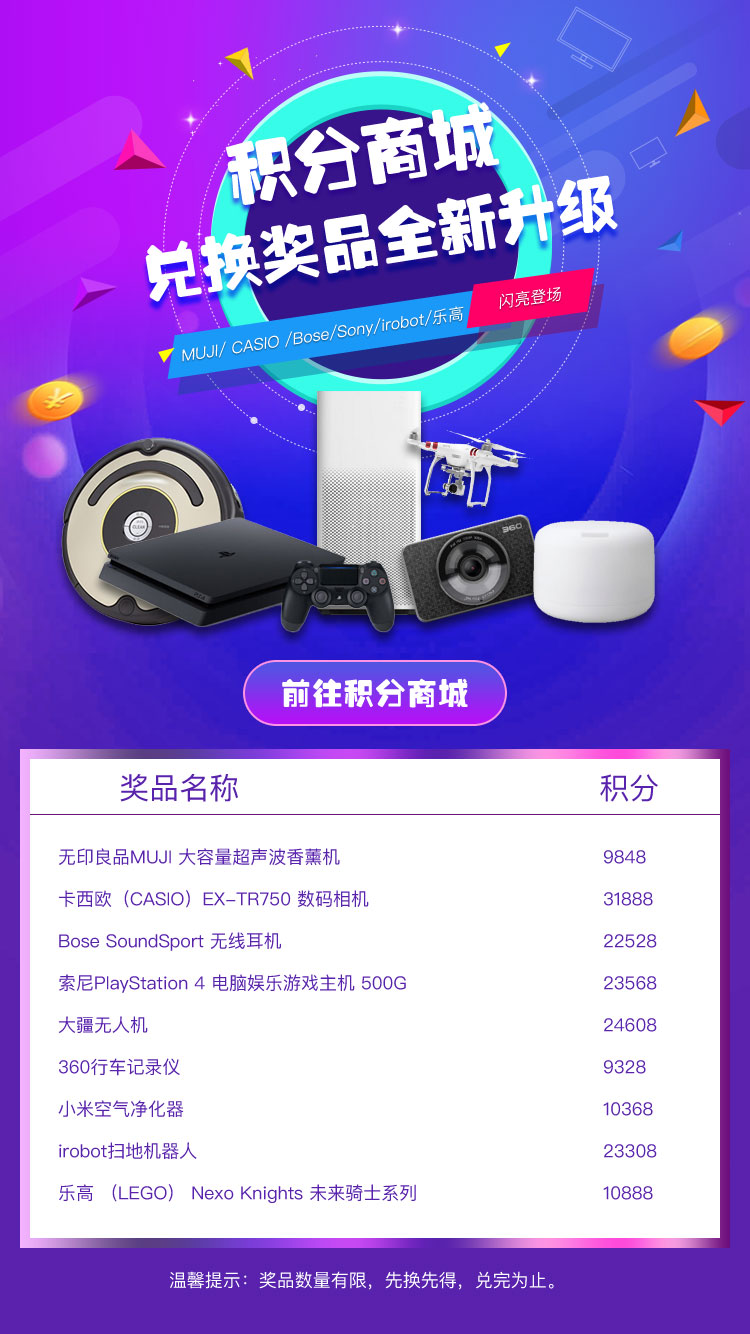 积分商城
兑换奖品全新升级
MUJI/ CASIO /Bose/Sony/irobot/乐高
闪亮登场
CLEAN
360
前往积分商城
奖品名称 积分
无印良品MUJI 大容量超声波香薰机 9848
卡西欧（CASIO）EX-TR750 数码相机 31888
Bose SoundSport 无线耳机 22528
索尼PlayStation 4 电脑娱乐游戏主机 500G 23568
大疆无人机 24608
360行车记录仪 9328
小米空气净化器 10368
irobot扫地机器人 23308
乐高 （LEGO） Nexo Knights 未来骑士系列 10888
温馨提示：奖品数量有限，先换先得，兑完为止。